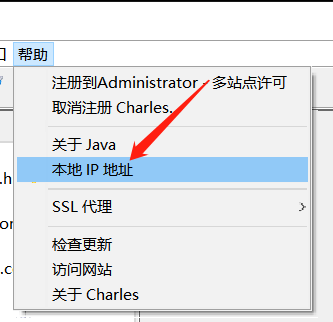 帮助
注册到Administrator - 多站点许可
取消注册 Charles.
关于 Java
本地 IP 地址
SSL 代理
检查更新
访问网站
关于 Charles